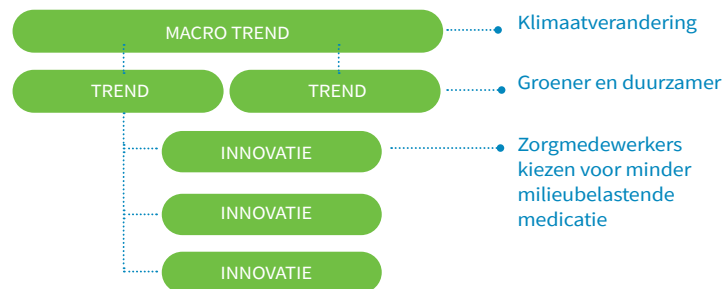 MACRO TREND
Klimaatverandering
TREND
TREND
Groener en duurzamer
INNOVATIE
Zorgmedewerkers
kiezen voor minder
milieubelastende
medicatie
INNOVATIE
INNOVATIE